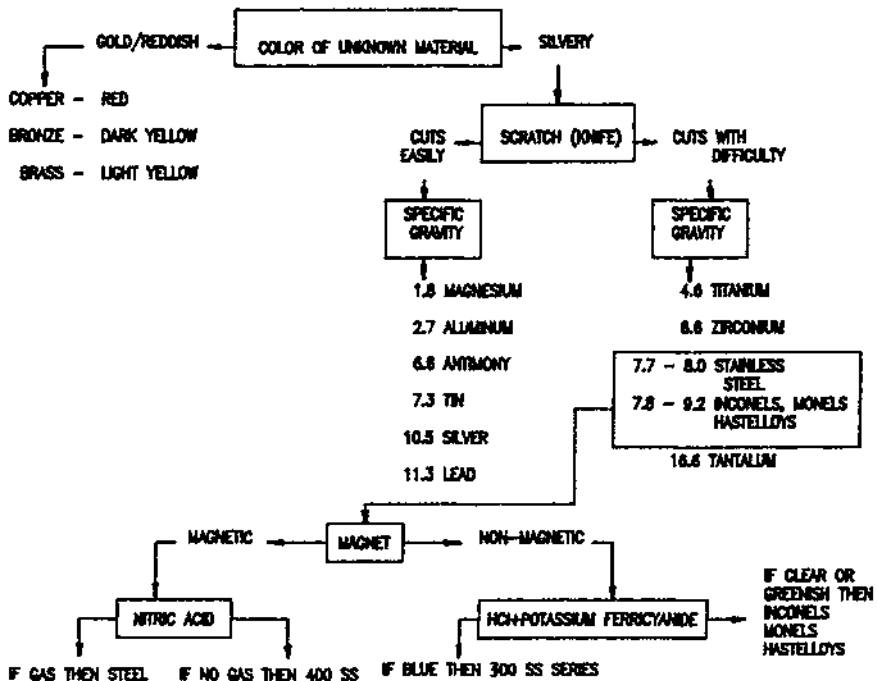 GOLD/REDDISH
COLOR OF UNKNOWN MATERIAL
SILVERY
COPPER - RED
BRONZE - DARK YELLOW
BRASS - LIGHT YELLOW
CUTS
EASILY
SCRATCH (KNIFE)
CUTS WITH
DIFFICULTY
SPECIFIC
GRAVITY
SPECIFIC
GRAVITY
1.8 MAGNESIUM
2.7 ALUMINUM
6.6 ANTIMONY
7.3 TIN
10.5 SILVER
11.3 LEAD
4.6 TITANIUM
6.6 ZIRCONIUM
7.7 - 8.0 STAINLESS
STEEL
7.8 - 9.2 INCONELS, MONELS
HASTELLOYS
16.6 TANTALUM
MAGNETIC
MAGNET
NON-MAGNETIC
NITRIC ACID
HCl+POTASSIUM FERRICYANIDE
IF CLEAR OR
GREENISH THEN
INCONELS
MONELS
HASTELLOYS
IF GAS THEN STEEL
IF NO GAS THEN 400 SS
IF BLUE THEN 300 SS SERIES